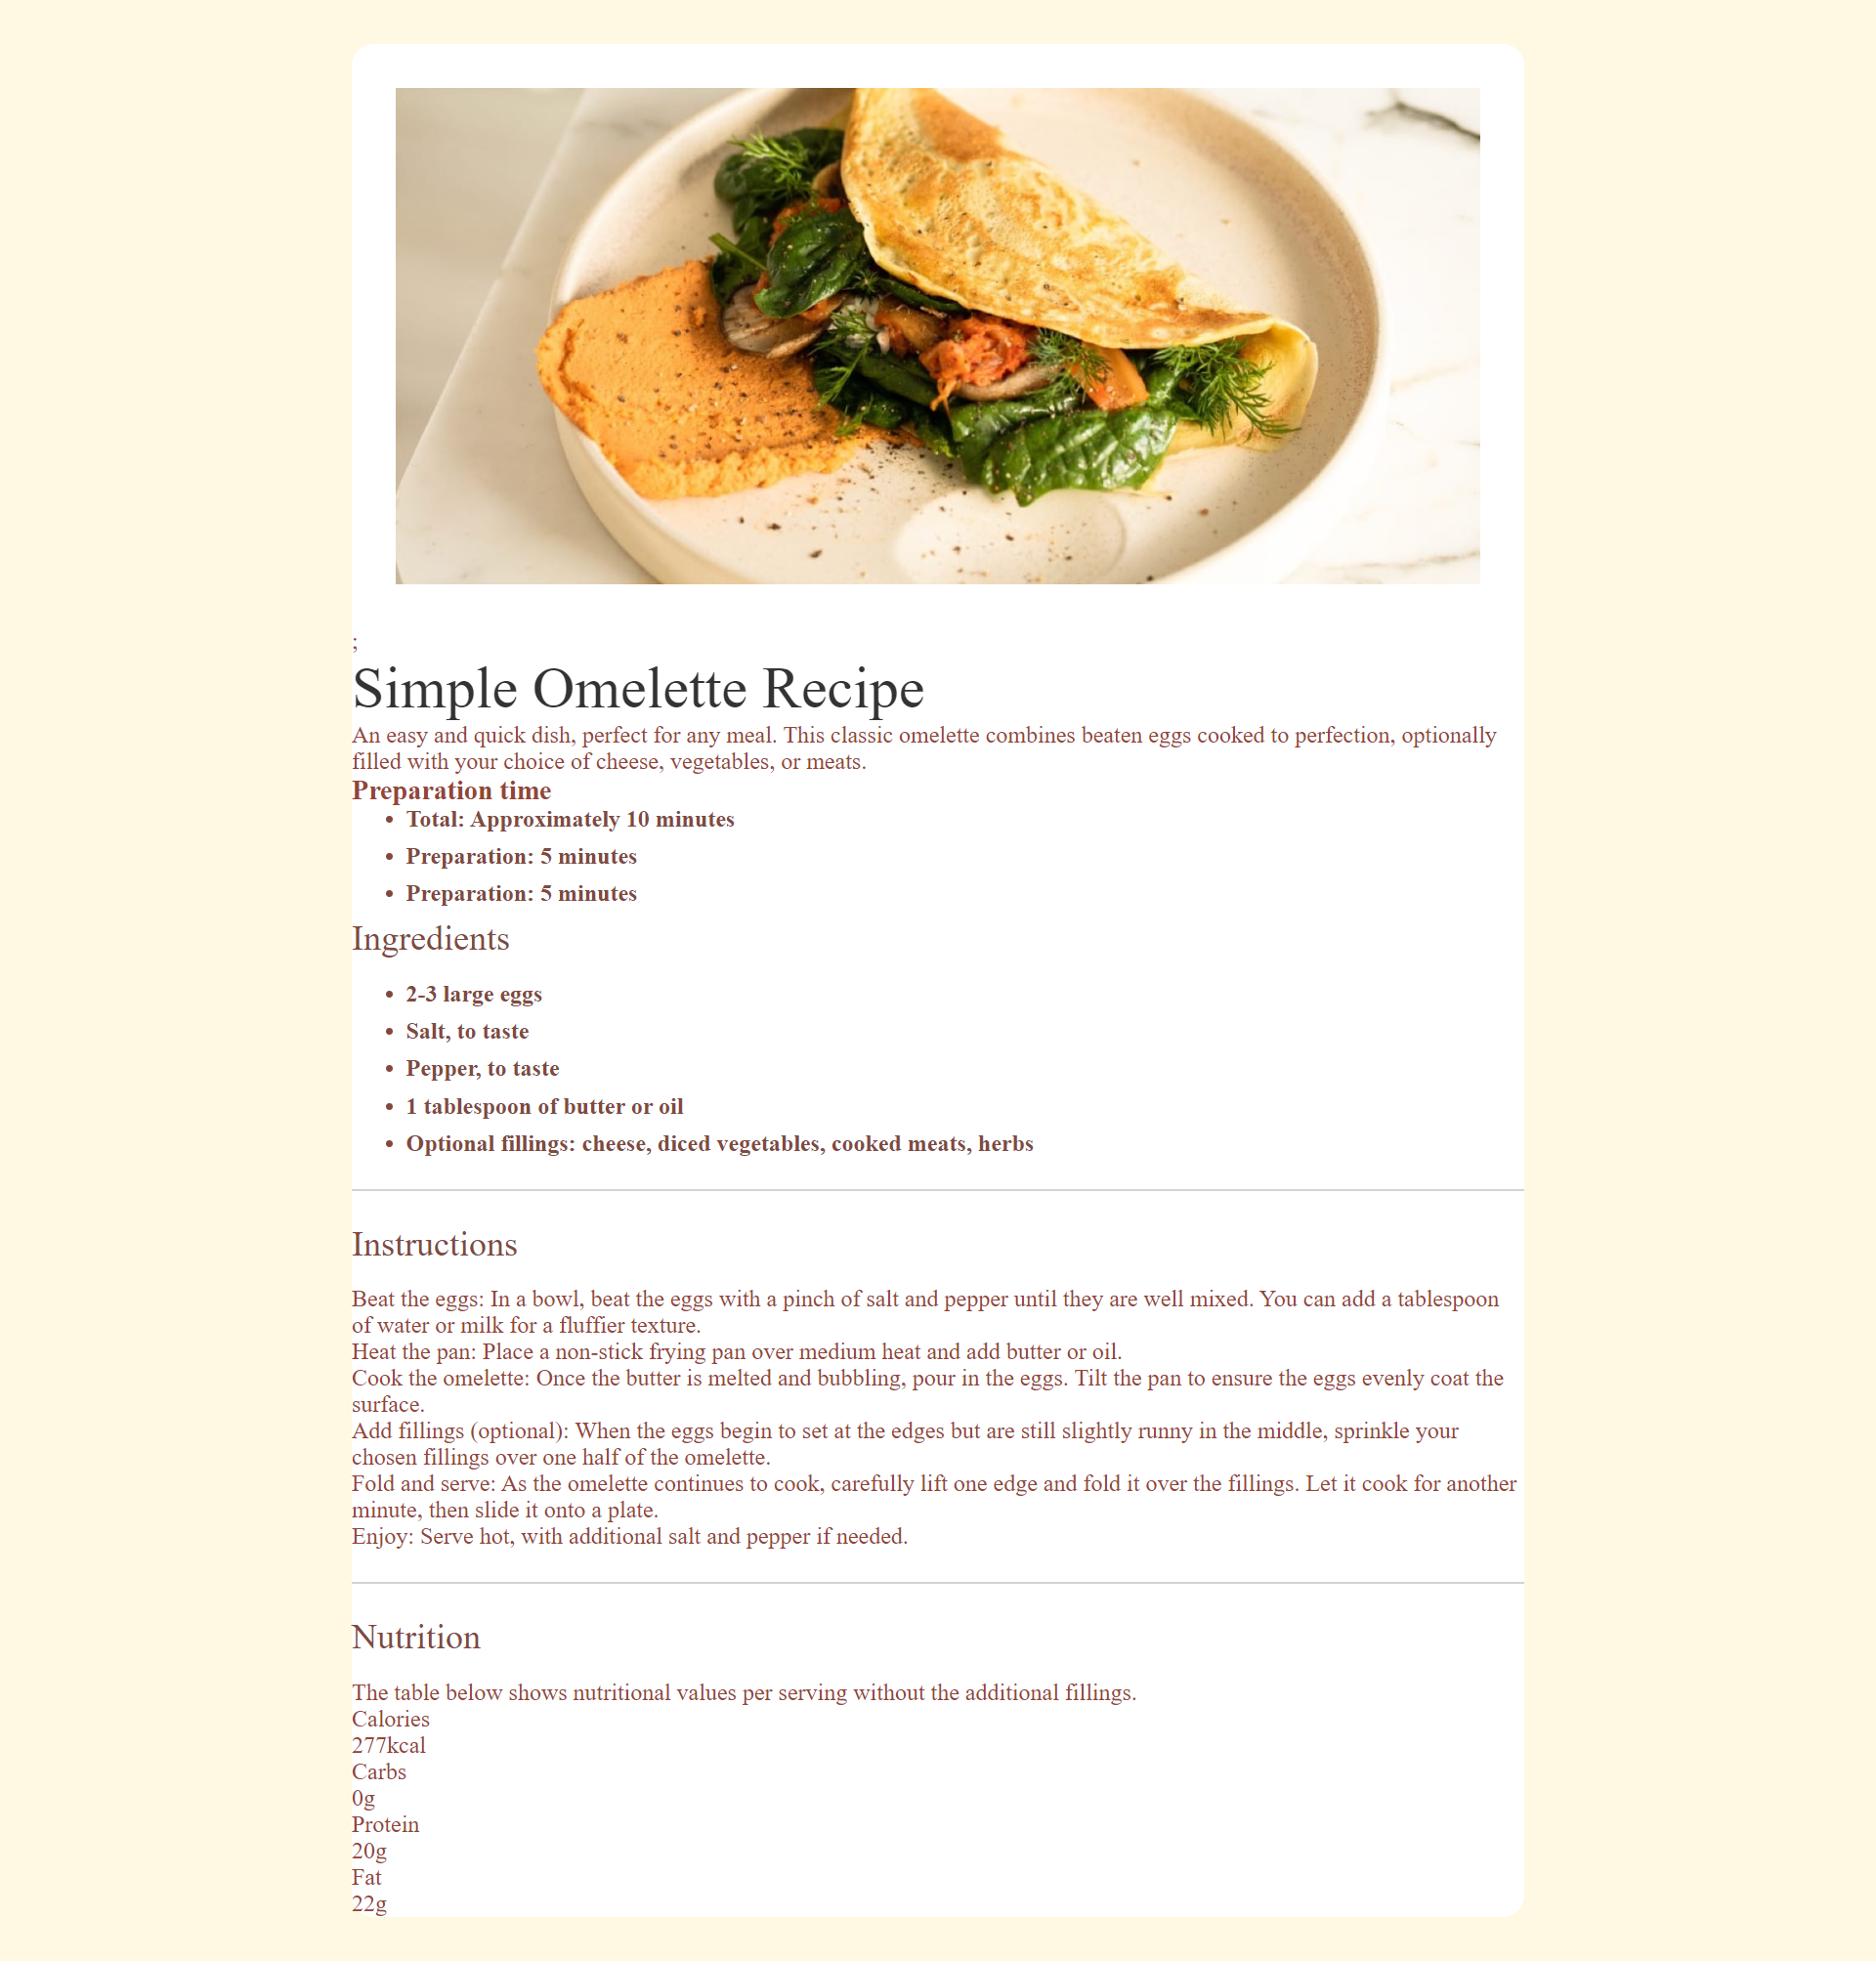 ;
Simple Omelette Recipe
An easy and quick dish, perfect for any meal. This classic omelette combines beaten eggs cooked to perfection, optionally
filled with your choice of cheese, vegetables, or meats.
Preparation time
• Total: Approximately 10 minutes
• Preparation: 5 minutes
• Preparation: 5 minutes
Ingredients
• 2-3 large eggs
• Salt, to taste
• Pepper, to taste
• 1 tablespoon of butter or oil
• Optional fillings: cheese, diced vegetables, cooked meats, herbs
Instructions
Beat the eggs: In a bowl, beat the eggs with a pinch of salt and pepper until they are well mixed. You can add a tablespoon
of water or milk for a fluffier texture.
Heat the pan: Place a non-stick frying pan over medium heat and add butter or oil.
Cook the omelette: Once the butter is melted and bubbling, pour in the eggs. Tilt the pan to ensure the eggs evenly coat the
surface.
Add fillings (optional): When the eggs begin to set at the edges but are still slightly runny in the middle, sprinkle your
chosen fillings over one half of the omelette.
Fold and serve: As the omelette continues to cook, carefully lift one edge and fold it over the fillings. Let it cook for another
minute, then slide it onto a plate.
Enjoy: Serve hot, with additional salt and pepper if needed.
Nutrition
The table below shows nutritional values per serving without the additional fillings.
Calories
277kcal
Carbs
0g
Protein
20g
Fat
22g